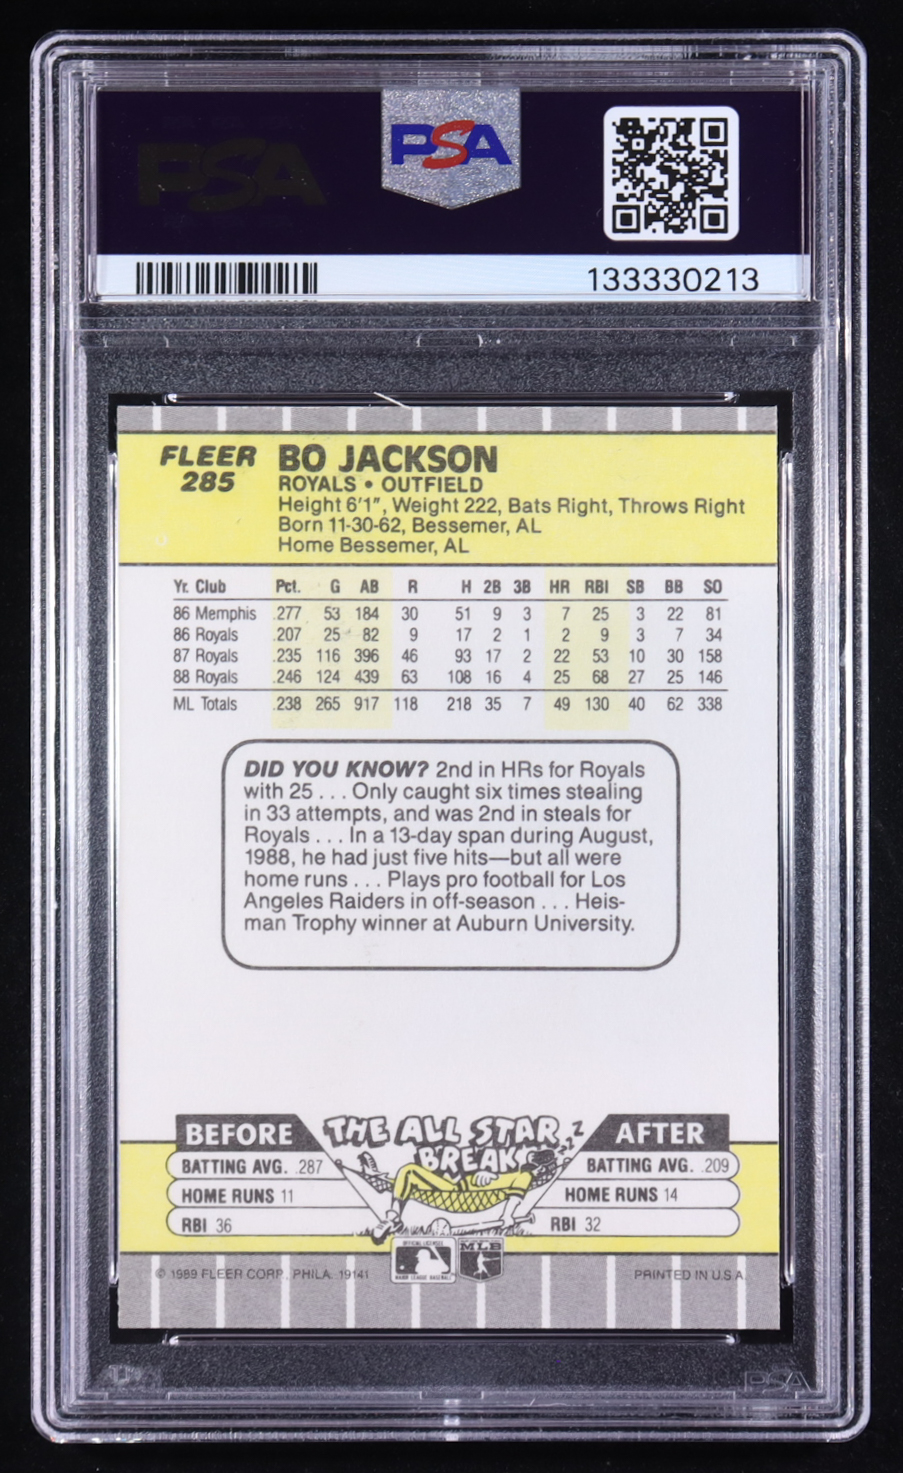 PSA
PSA
133330213
FLEER
285
BO JACKSON
ROYALS • OUTFIELD
Height 6'1", Weight 222, Bats Right, Throws Right
Born 11-30-62, Bessemer, AL
Home Bessemer, AL
Yr. Club Pct. G AB R H 2B 3B HR RBI SB BB SO
86 Memphis .277 53 184 30 51 9 3 7 25 3 22 81
86 Royals .207 25 82 9 17 2 1 2 9 3 7 34
87 Royals .235 116 396 46 93 17 2 22 53 10 30 158
88 Royals .246 124 439 63 108 16 4 25 68 27 25 146
ML Totals .238 265 917 118 218 35 7 49 130 40 62 338
DID YOU KNOW? 2nd in HRs for Royals
with 25 . . . Only caught six times stealing
in 33 attempts, and was 2nd in steals for
Royals . . . In a 13-day span during August,
1988, he had just five hits—but all were
home runs . . . Plays pro football for Los
Angeles Raiders in off-season . . . Heis-
man Trophy winner at Auburn University.
THE ALL STAR
BREAK
ZZZZ
BEFORE
BATTING AVG. .287
HOME RUNS 11
RBI 36
AFTER
BATTING AVG. .209
HOME RUNS 14
RBI 32
OFFICIAL LICENSEE
MAJOR LEAGUE BASEBALL
MLB
© 1989 FLEER CORP. PHILA. 19141
PRINTED IN U.S.A.
PSA